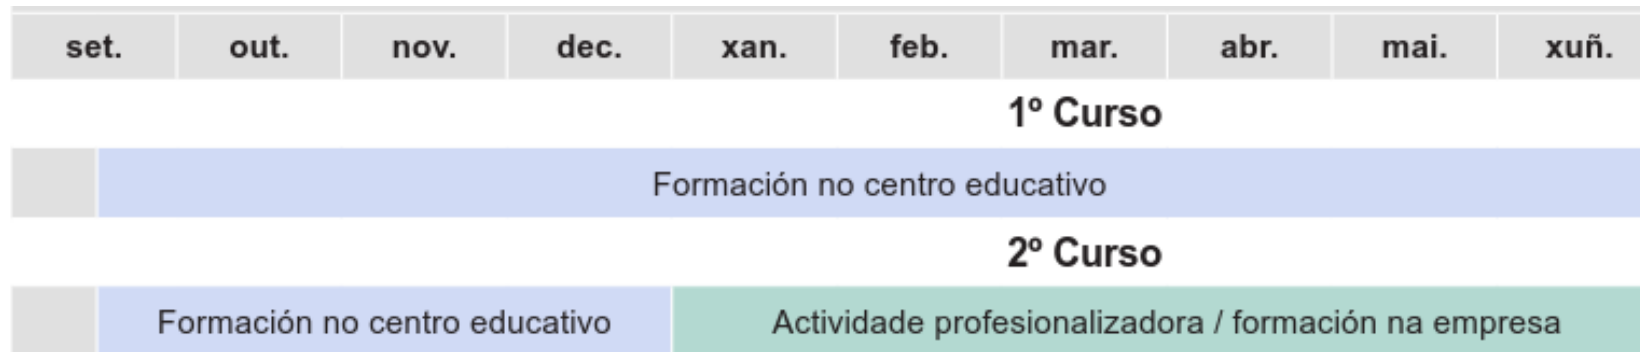 set. out. nov. dec. xan. feb. mar. abr. mai. xuñ.
1º Curso
Formación no centro educativo
2º Curso
Formación no centro educativo Actividade profesionalizadora / formación na empresa